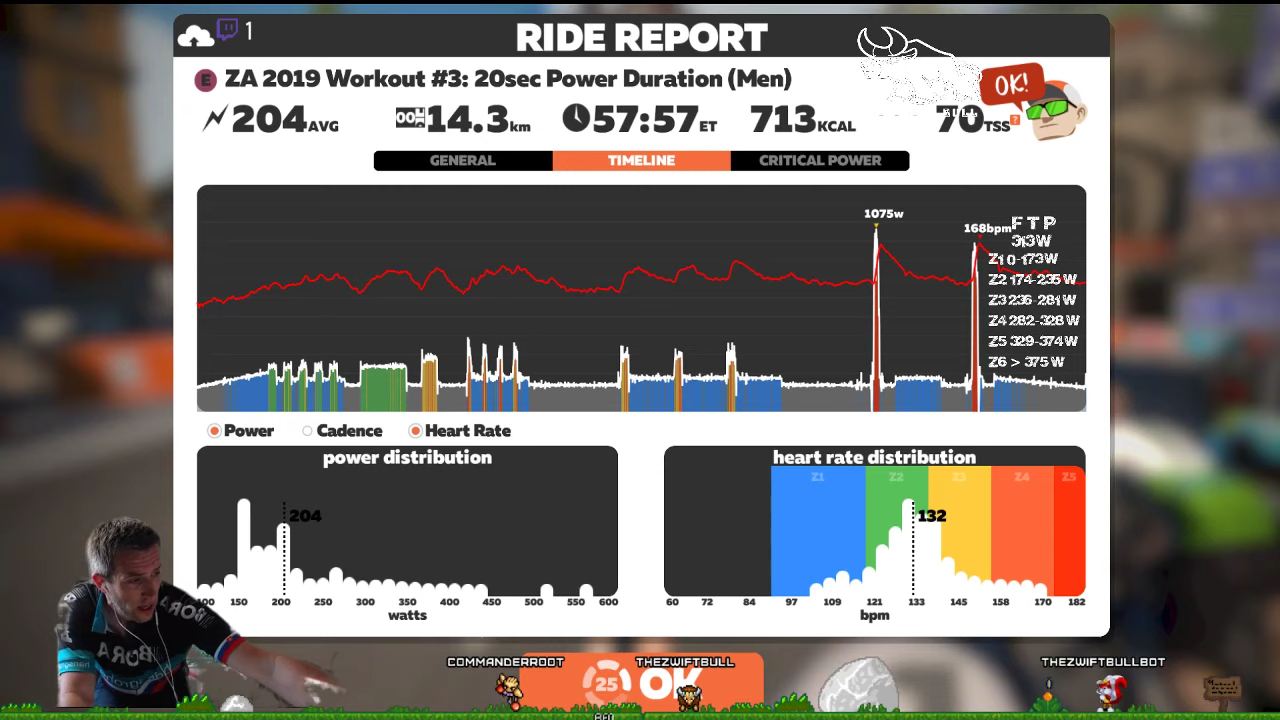 1
RIDE REPORT
E ZA 2019 Workout #3: 20sec Power Duration (Men)
OK!
204AVG 14.3km 57:57ET 713KCAL 70TSS ?
GENERAL TIMELINE CRITICAL POWER
1075w
168bpm
FTP
313W
Z1 0-173W
Z2 174-235W
Z3 236-281W
Z4 282-328W
Z5 329-374W
Z6 > 375W
Power Cadence Heart Rate
power distribution
204
100 150 200 250 300 350 400 450 500 550 600
watts
heart rate distribution
Z1 Z2 Z3 Z4 Z5
132
60 72 84 97 109 121 133 145 158 170 182
bpm
BORA
BORA
COMMANDERROOT THEZWIFTBULL THEZWIFTBULLBOT
25 OK